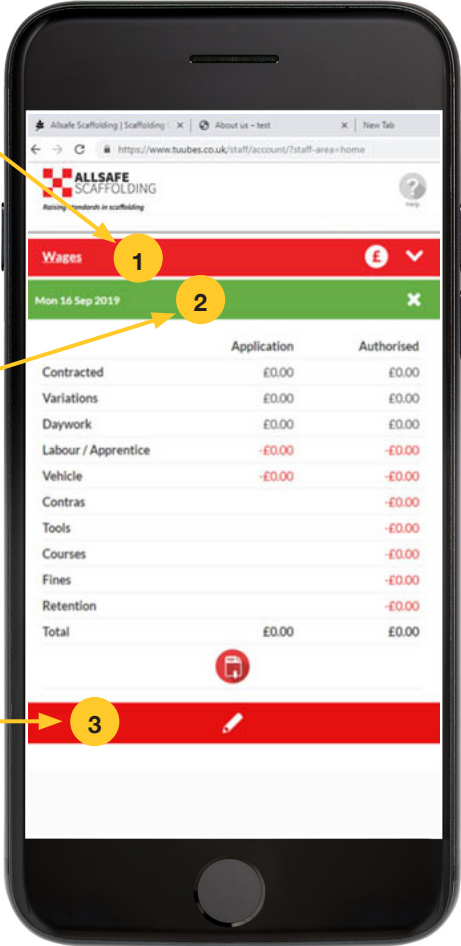 Allsafe Scaffolding | Scaffolding About us – test New Tab
https://www.tuubes.co.uk/staff/account/?staff-area=home
ALLSAFE
SCAFFOLDING
Raising standards in scaffolding
Help
Wages 1 £
Mon 16 Sep 2019 2
Application Authorised
Contracted £0.00 £0.00
Variations £0.00 £0.00
Daywork £0.00 £0.00
Labour / Apprentice -£0.00 -£0.00
Vehicle -£0.00 -£0.00
Contras -£0.00
Tools -£0.00
Courses -£0.00
Fines -£0.00
Retention -£0.00
Total £0.00 £0.00
3